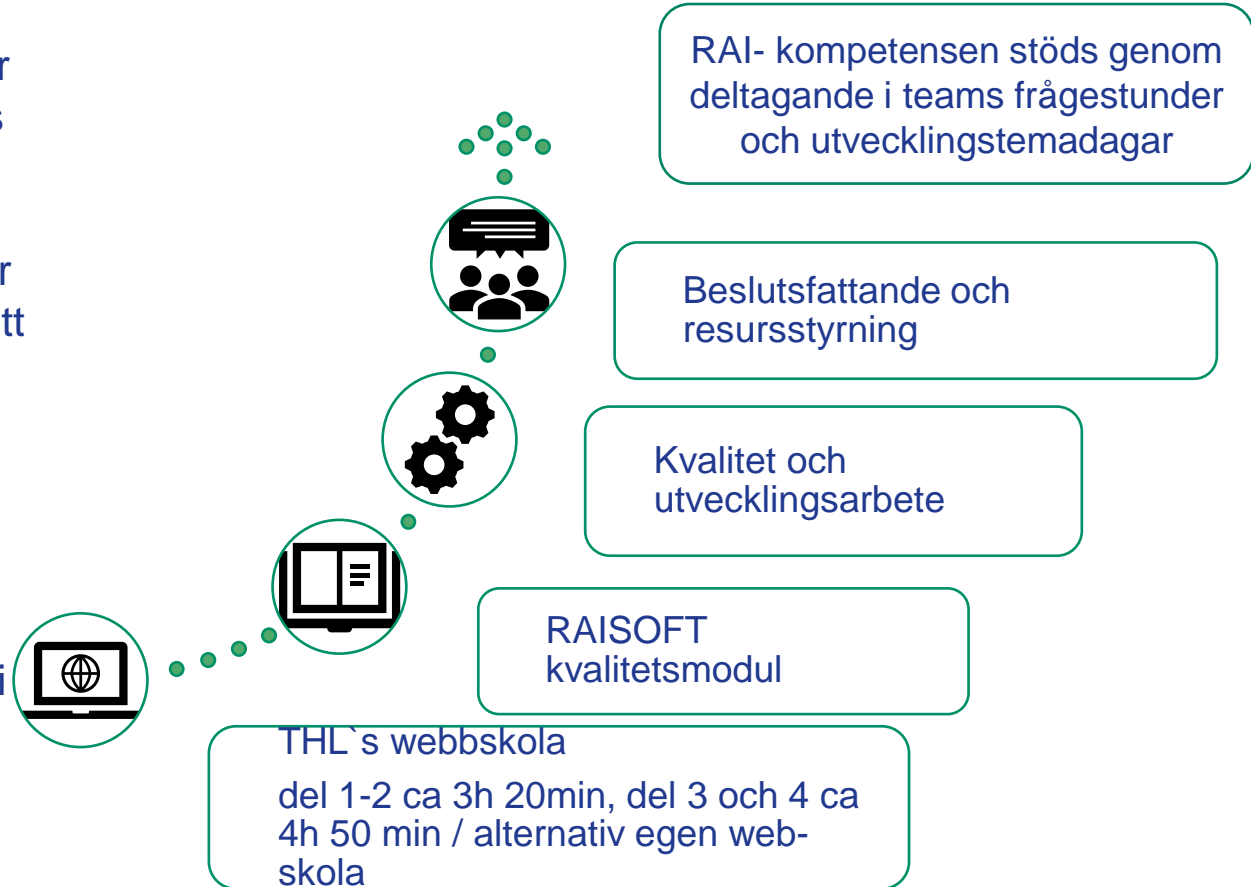 r
s
r
tt
i
RAI- kompetensen stöds genom
deltagande i teams frågestunder
och utvecklingstemadagar
Beslutsfattande och
resursstyrning
Kvalitet och
utvecklingsarbete
RAISOFT
kvalitetsmodul
THL`s webbskola
del 1-2 ca 3h 20min, del 3 och 4 ca
4h 50 min / alternativ egen web-
skola